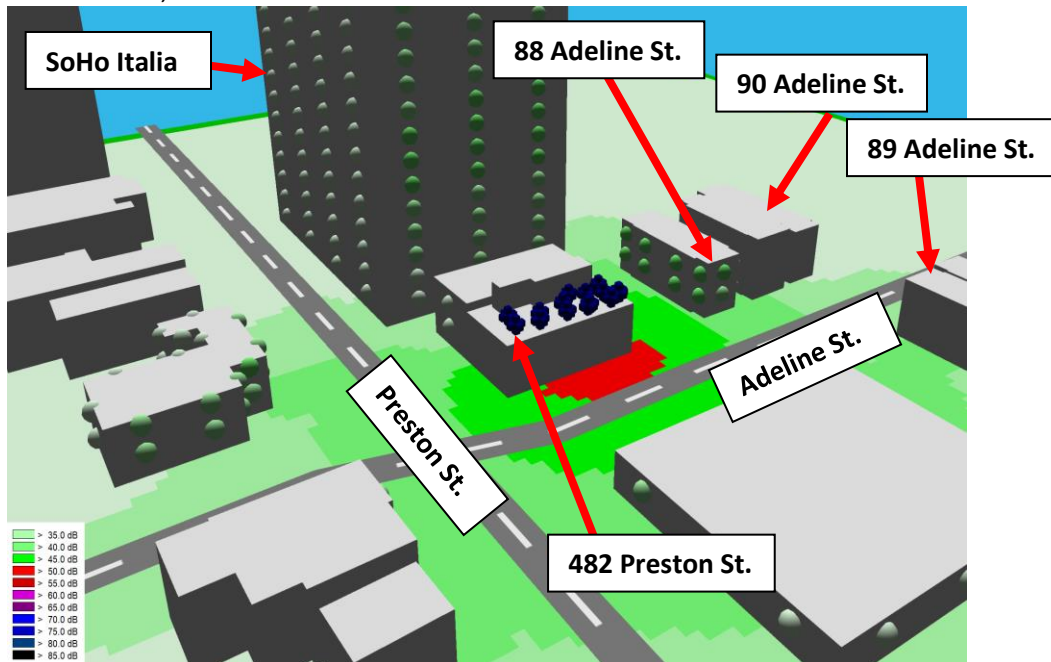 SoHo Italia
88 Adeline St.
90 Adeline St.
89 Adeline St.
Adeline St.
Preston St.
482 Preston St.
> 35.0 dB
> 40.0 dB
> 45.0 dB
> 50.0 dB
> 55.0 dB
> 60.0 dB
> 65.0 dB
> 70.0 dB
> 75.0 dB
> 80.0 dB
> 85.0 dB